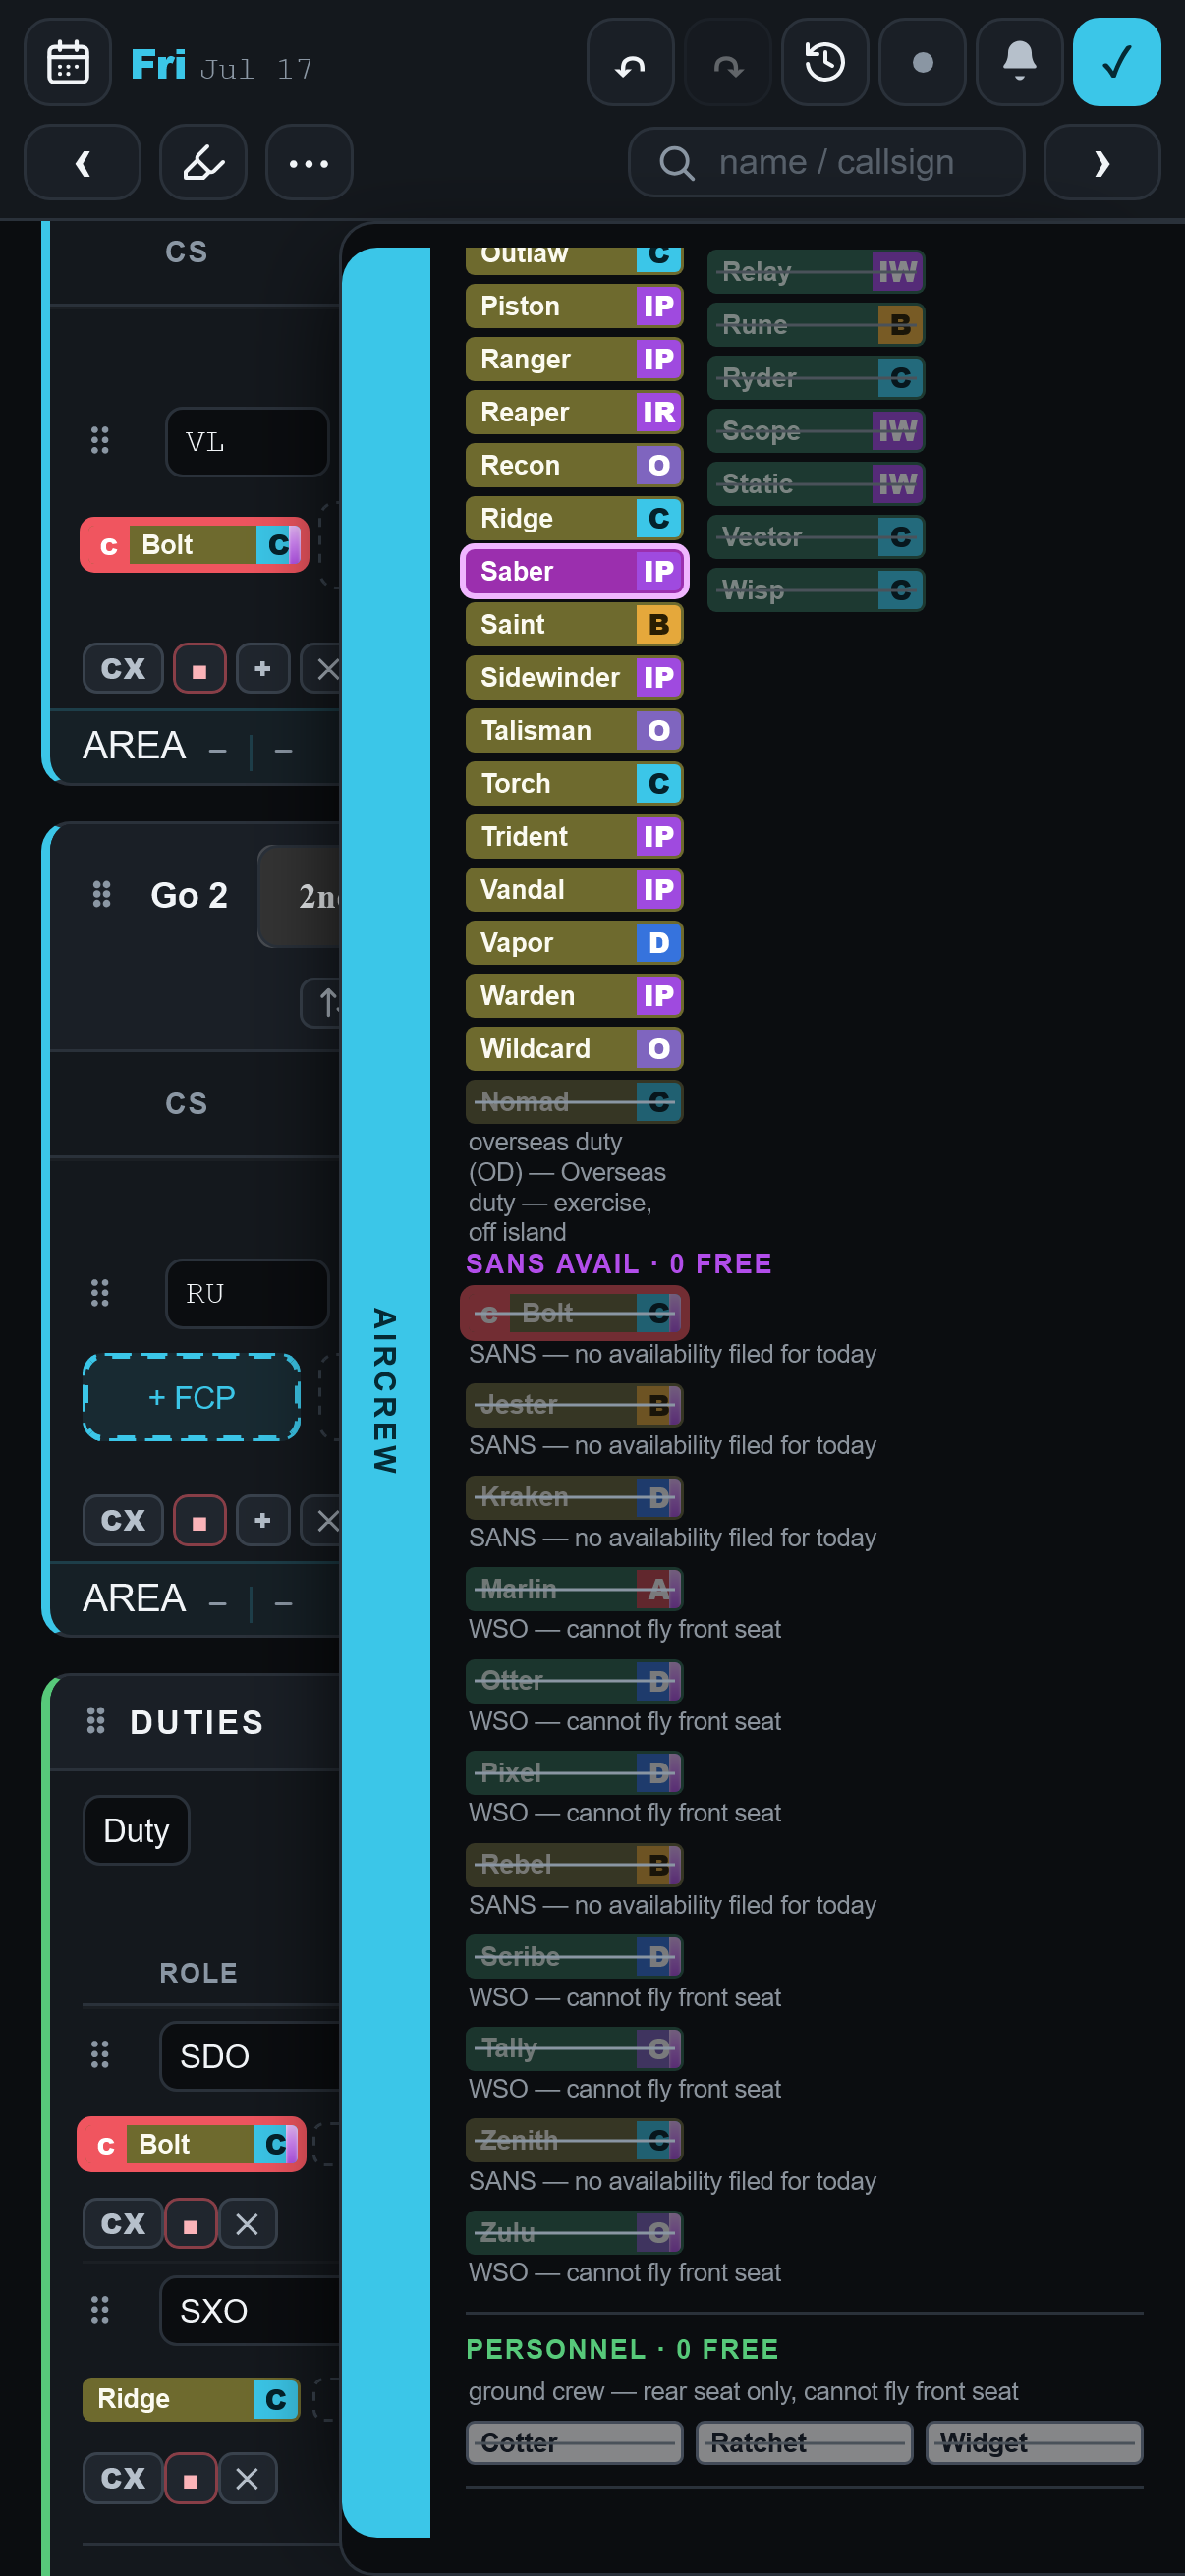 Fri Jul 17
name / callsign
CS
VL
c Bolt C
CX + 
AREA – | –
Go 2
CS
RU
+ FCP
CX +
AREA – | –
DUTIES
Duty
ROLE
SDO
c Bolt C
CX
SXO
Ridge C
CX
AIRCREW
Outlaw C
Piston IP
Ranger IP
Reaper IR
Recon O
Ridge C
Saber IP
Saint B
Sidewinder IP
Talisman O
Torch C
Trident IP
Vandal IP
Vapor D
Warden IP
Wildcard O
Nomad C
overseas duty
(OD) — Overseas
duty — exercise,
off island
Relay IW
Rune B
Ryder C
Scope IW
Static IW
Vector C
Wisp C
SANS AVAIL · 0 FREE
c Bolt C
SANS — no availability filed for today
Jester B
SANS — no availability filed for today
Kraken D
SANS — no availability filed for today
Marlin A
WSO — cannot fly front seat
Otter D
WSO — cannot fly front seat
Pixel D
WSO — cannot fly front seat
Rebel B
SANS — no availability filed for today
Scribe D
WSO — cannot fly front seat
Tally O
WSO — cannot fly front seat
Zenith C
SANS — no availability filed for today
Zulu O
WSO — cannot fly front seat
PERSONNEL · 0 FREE
ground crew — rear seat only, cannot fly front seat
Cotter Ratchet Widget